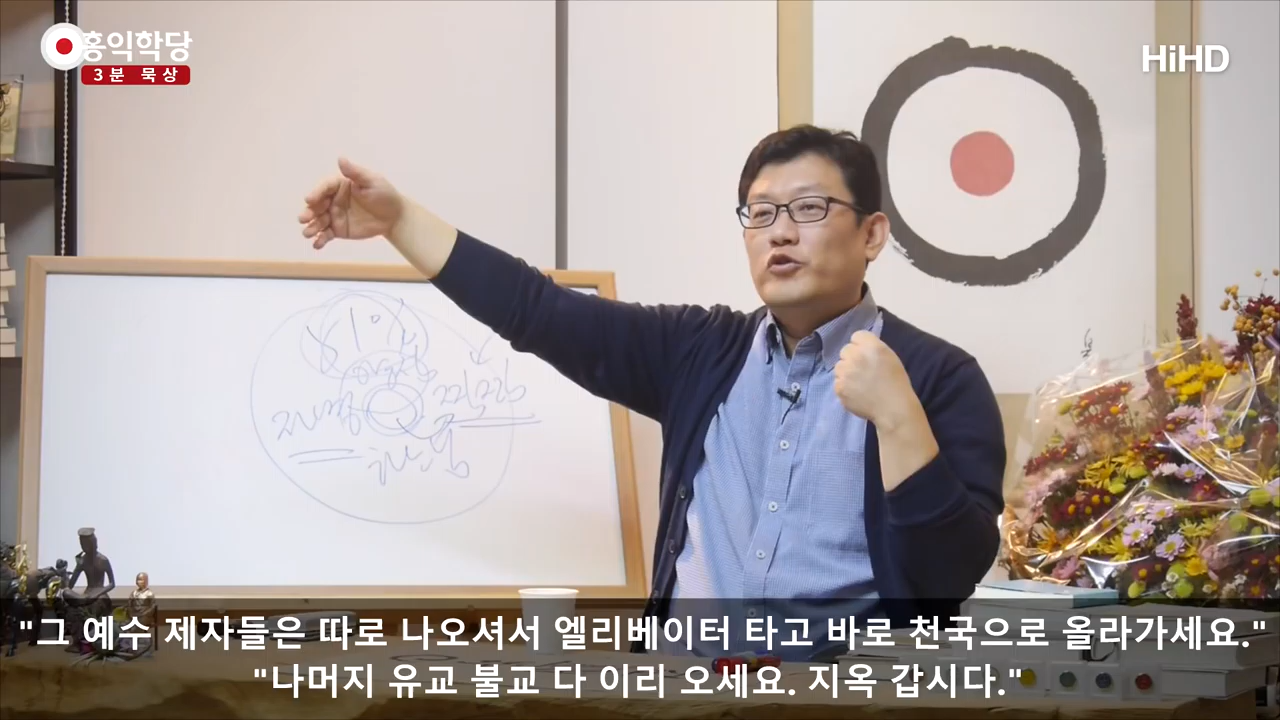 홍익학당
3분 묵상
HiHD
"그 예수 제자들은 따로 나오셔서 엘리베이터 타고 바로 천국으로 올라가세요."
"나머지 유교 불교 다 이리 오세요. 지옥 갑시다."